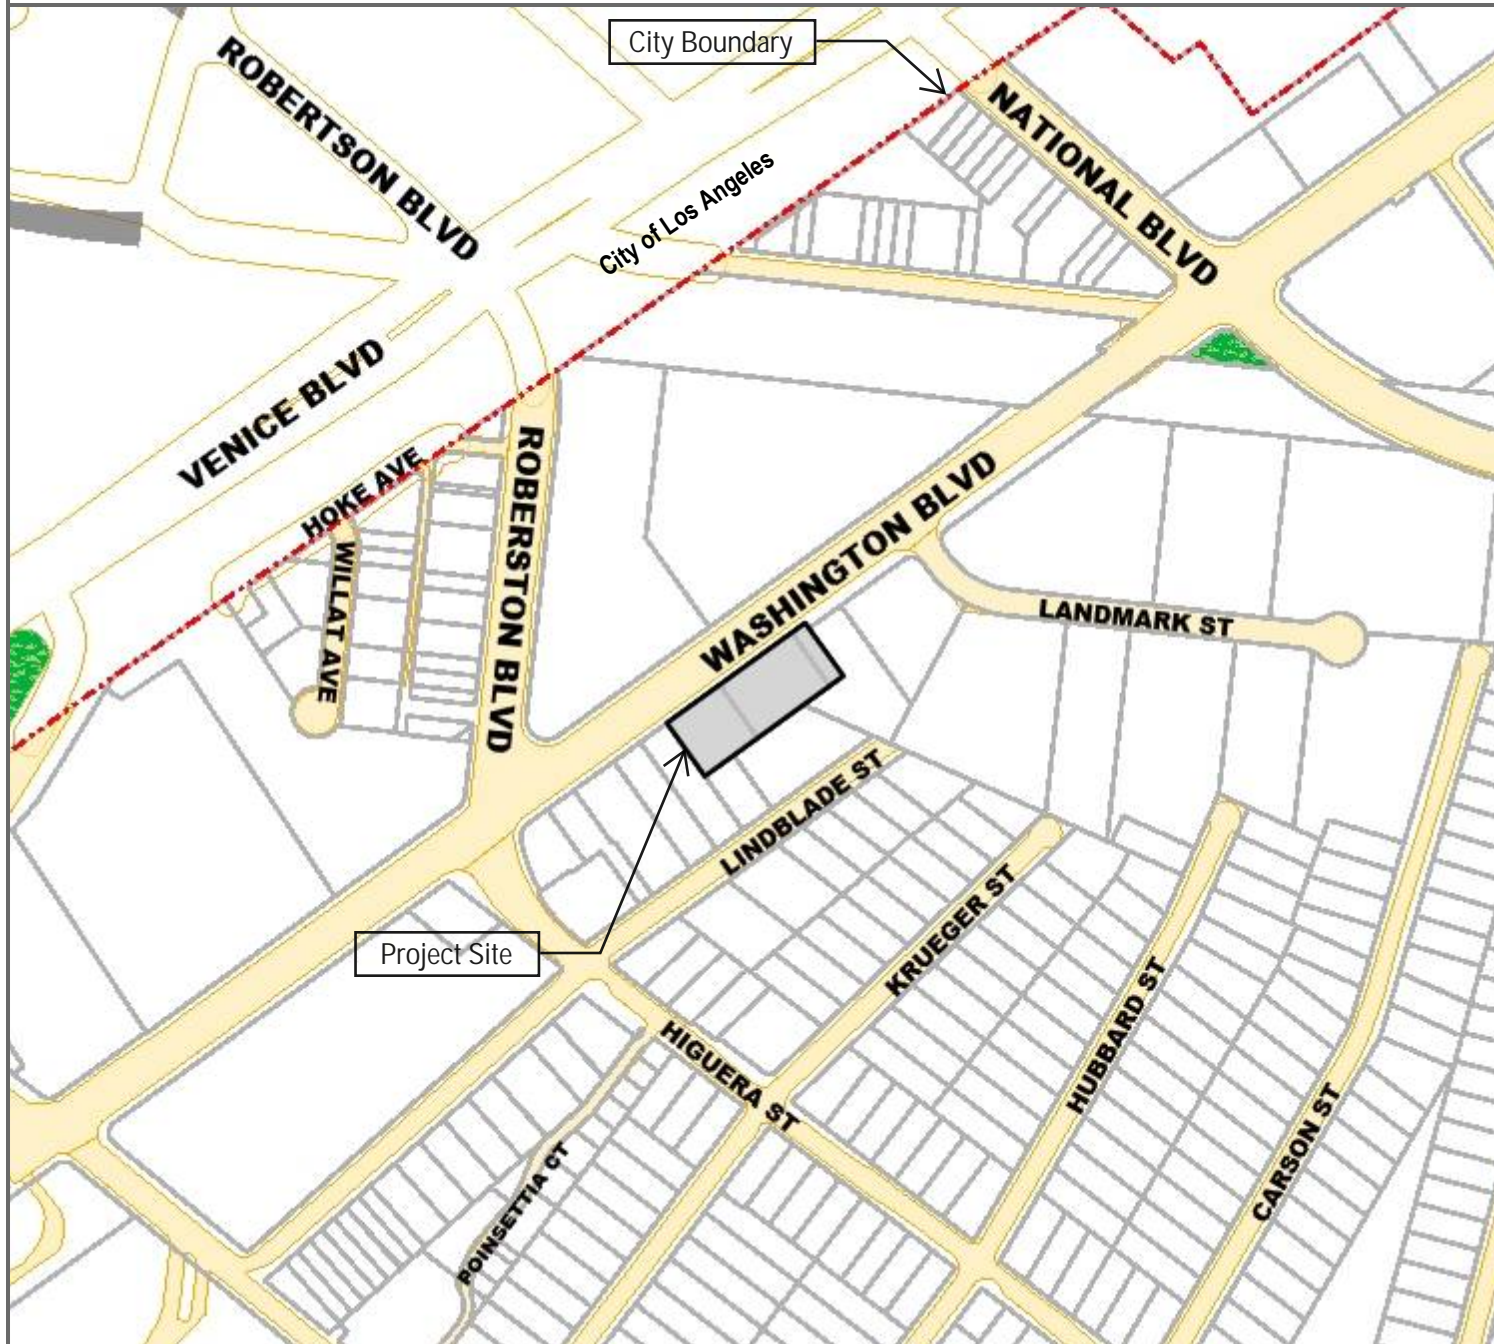 City Boundary
ROBERTSON BLVD
NATIONAL BLVD
City of Los Angeles
VENICE BLVD
HOKE AVE
WILLAT AVE
ROBERSTON BLVD
WASHINGTON BLVD
LANDMARK ST
LINDBLADE ST
KRUEGER ST
Project Site
HUBBARD ST
HIGUERA ST
CARSON ST
POINSETTIA CT